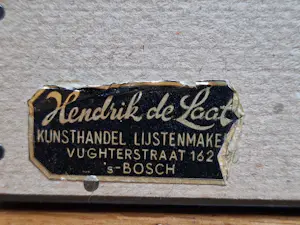 Hendrik de Laat
KUNSTHANDEL LIJSTENMAKE
VUGHTERSTRAAT 162
's-BOSCH